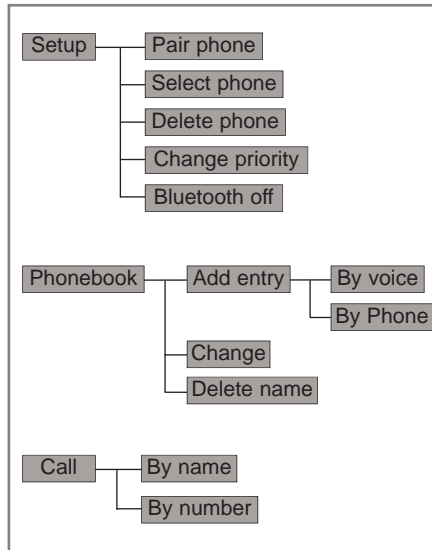 Setup
Pair phone
Select phone
Delete phone
Change priority
Bluetooth off
Phonebook
Add entry
By voice
By Phone
Change
Delete name
Call
By name
By number